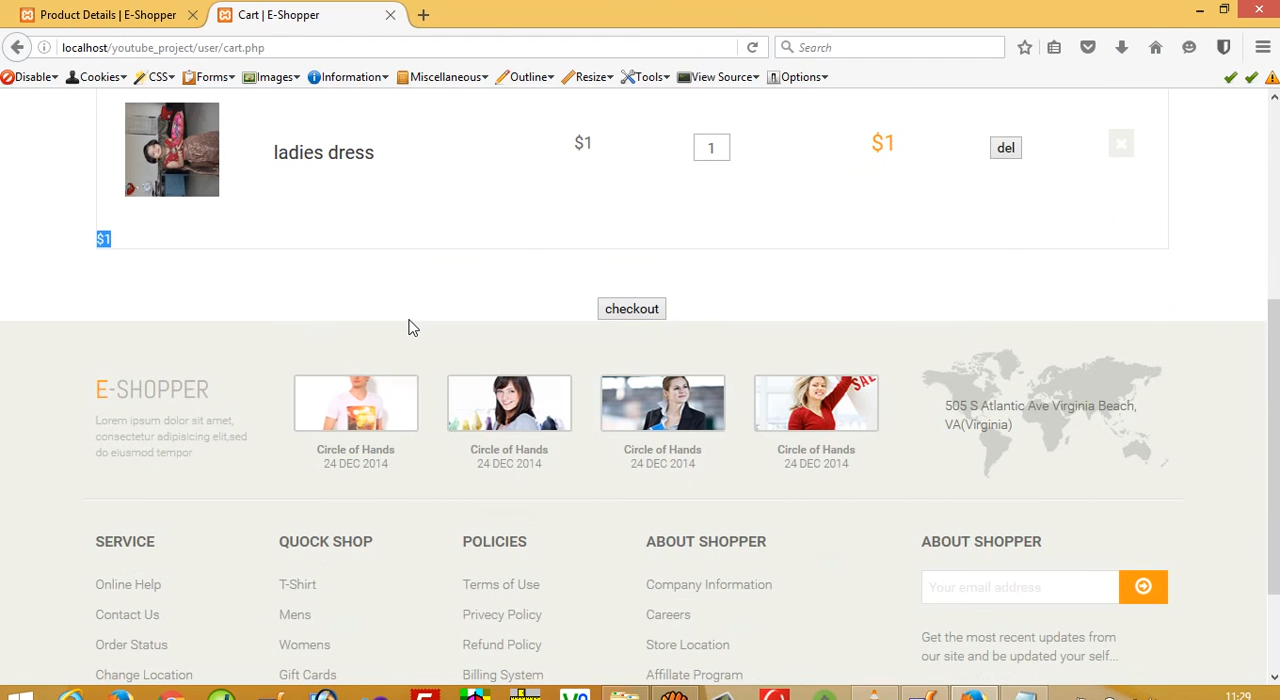 Product Details | E-Shopper
Cart | E-Shopper
localhost/youtube_project/user/cart.php
Search
Disable
Cookies
CSS
Forms
Images
Information
Miscellaneous
Outline
Resize
Tools
View Source
Options
ladies dress
$1
1
$1
del
$1
checkout
E-SHOPPER
Lorem ipsum dolor sit amet,
consectetur adipisicing elit,sed
do eiusmod tempor
Circle of Hands
24 DEC 2014
Circle of Hands
24 DEC 2014
Circle of Hands
24 DEC 2014
SALE
Circle of Hands
24 DEC 2014
505 S Atlantic Ave Virginia Beach,
VA(Virginia)
SERVICE
Online Help
Contact Us
Order Status
Change Location
QUOCK SHOP
T-Shirt
Mens
Womens
Gift Cards
POLICIES
Terms of Use
Privecy Policy
Refund Policy
Billing System
ABOUT SHOPPER
Company Information
Careers
Store Location
Affillate Program
ABOUT SHOPPER
Your email address
Get the most recent updates from
our site and be updated your self...
11:29